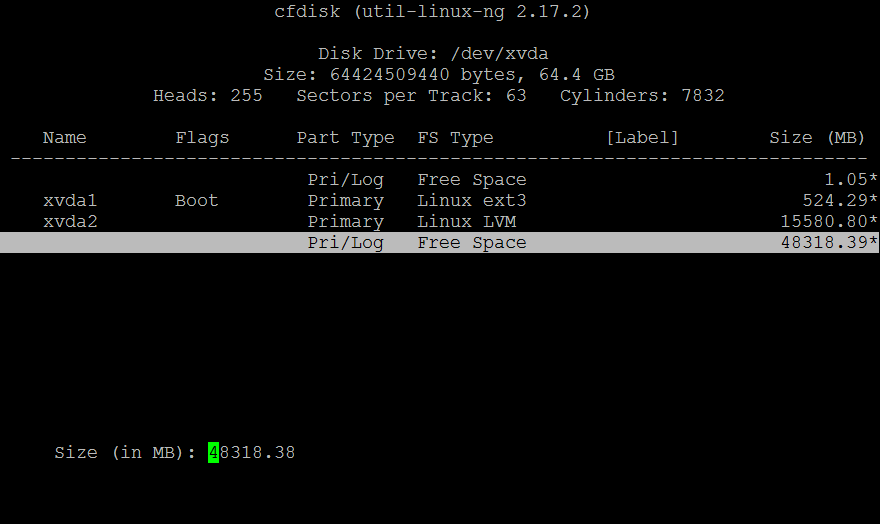 cfdisk (util-linux-ng 2.17.2)
Disk Drive: /dev/xvda
Size: 64424509440 bytes, 64.4 GB
Heads: 255   Sectors per Track: 63   Cylinders: 7832
Name   Flags   Part Type   FS Type   [Label]   Size (MB)
------------------------------------------------------------------------------
Pri/Log   Free Space   1.05*
xvda1   Boot   Primary   Linux ext3   524.29*
xvda2   Primary   Linux LVM   15580.80*
Pri/Log   Free Space   48318.39*
Size (in MB): 48318.38